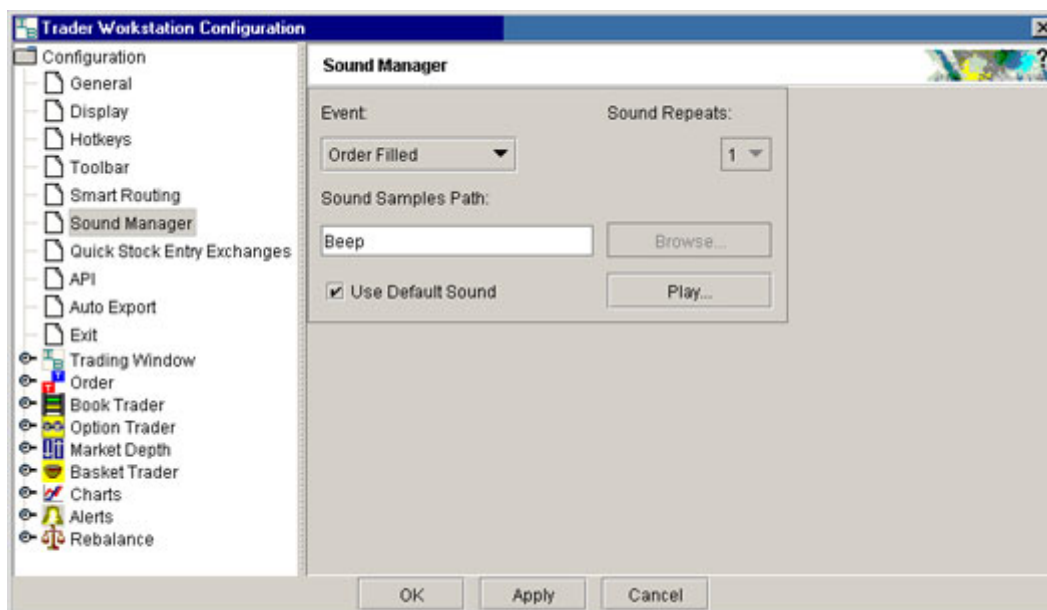 Trader Workstation Configuration
Configuration
General
Display
Hotkeys
Toolbar
Smart Routing
Sound Manager
Quick Stock Entry Exchanges
API
Auto Export
Exit
Trading Window
Order
Book Trader
Option Trader
Market Depth
Basket Trader
Charts
Alerts
Rebalance
Sound Manager
?
Event: Sound Repeats:
Order Filled 1
Sound Samples Path:
Beep Browse...
Use Default Sound Play...
OK Apply Cancel